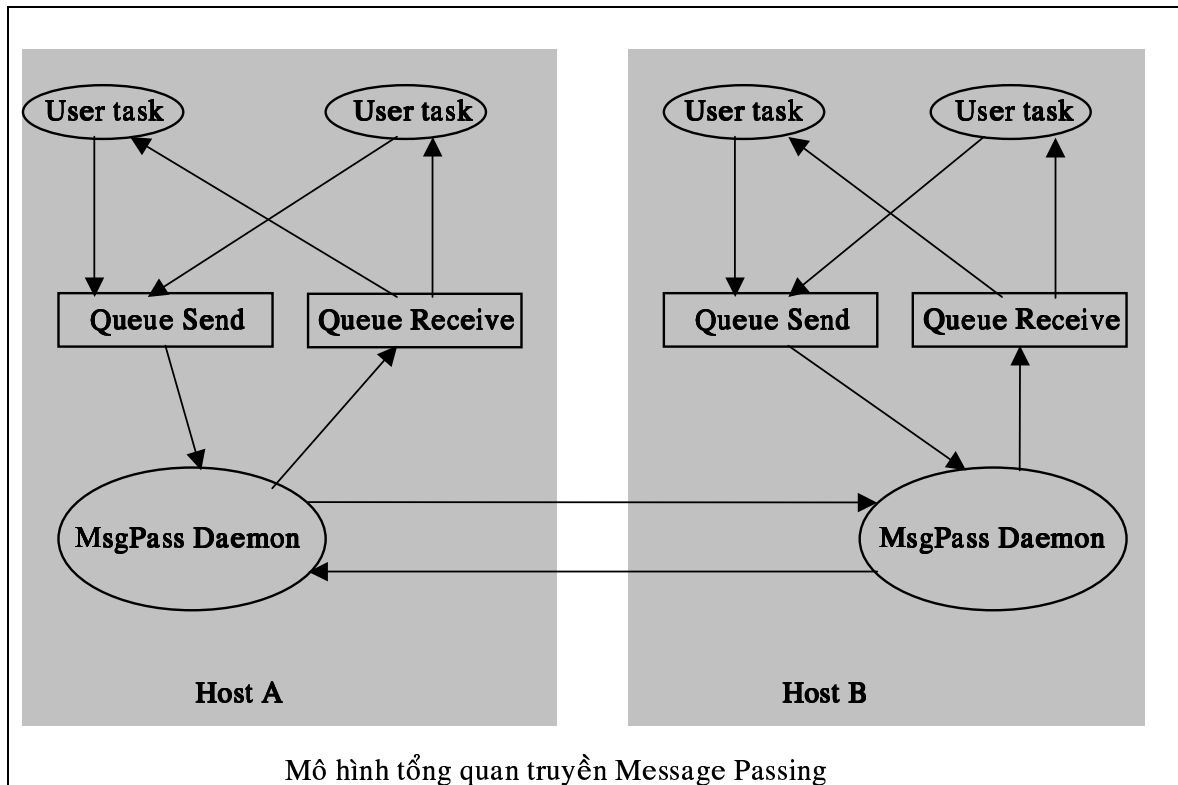 User task
User task
User task
User task
Queue Send
Queue Receive
Queue Send
Queue Receive
MsgPass Daemon
MsgPass Daemon
Host A
Host B
Mô hình tổng quan truyền Message Passing